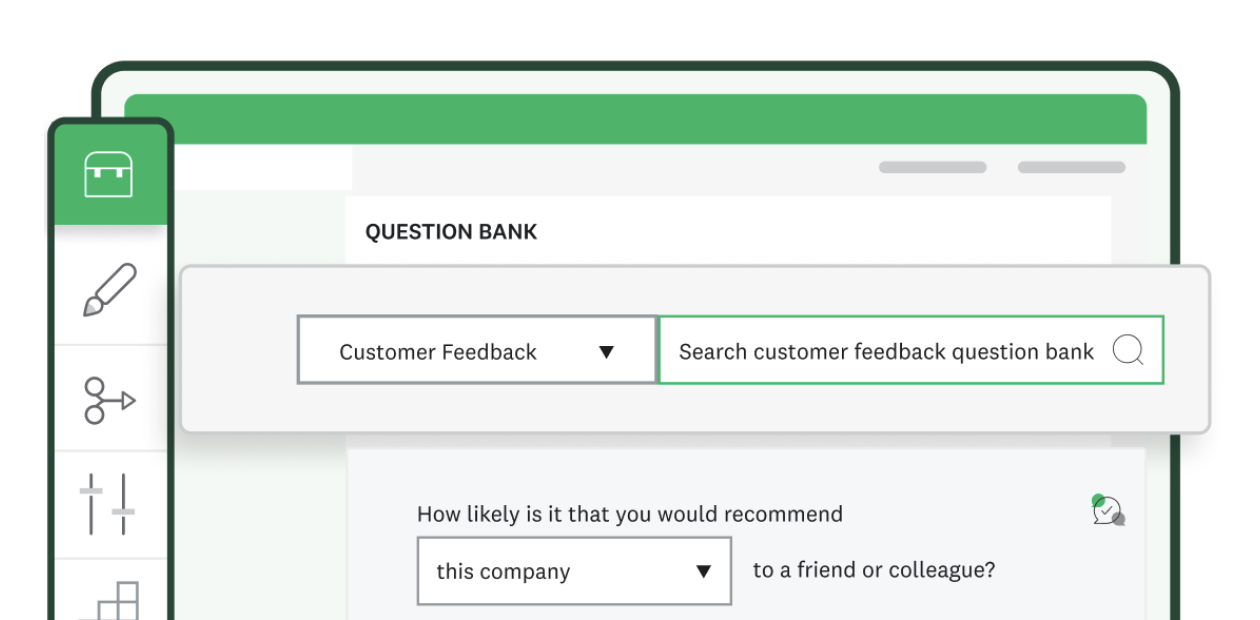 QUESTION BANK
Customer Feedback
Search customer feedback question bank
How likely is it that you would recommend
this company
to a friend or colleague?